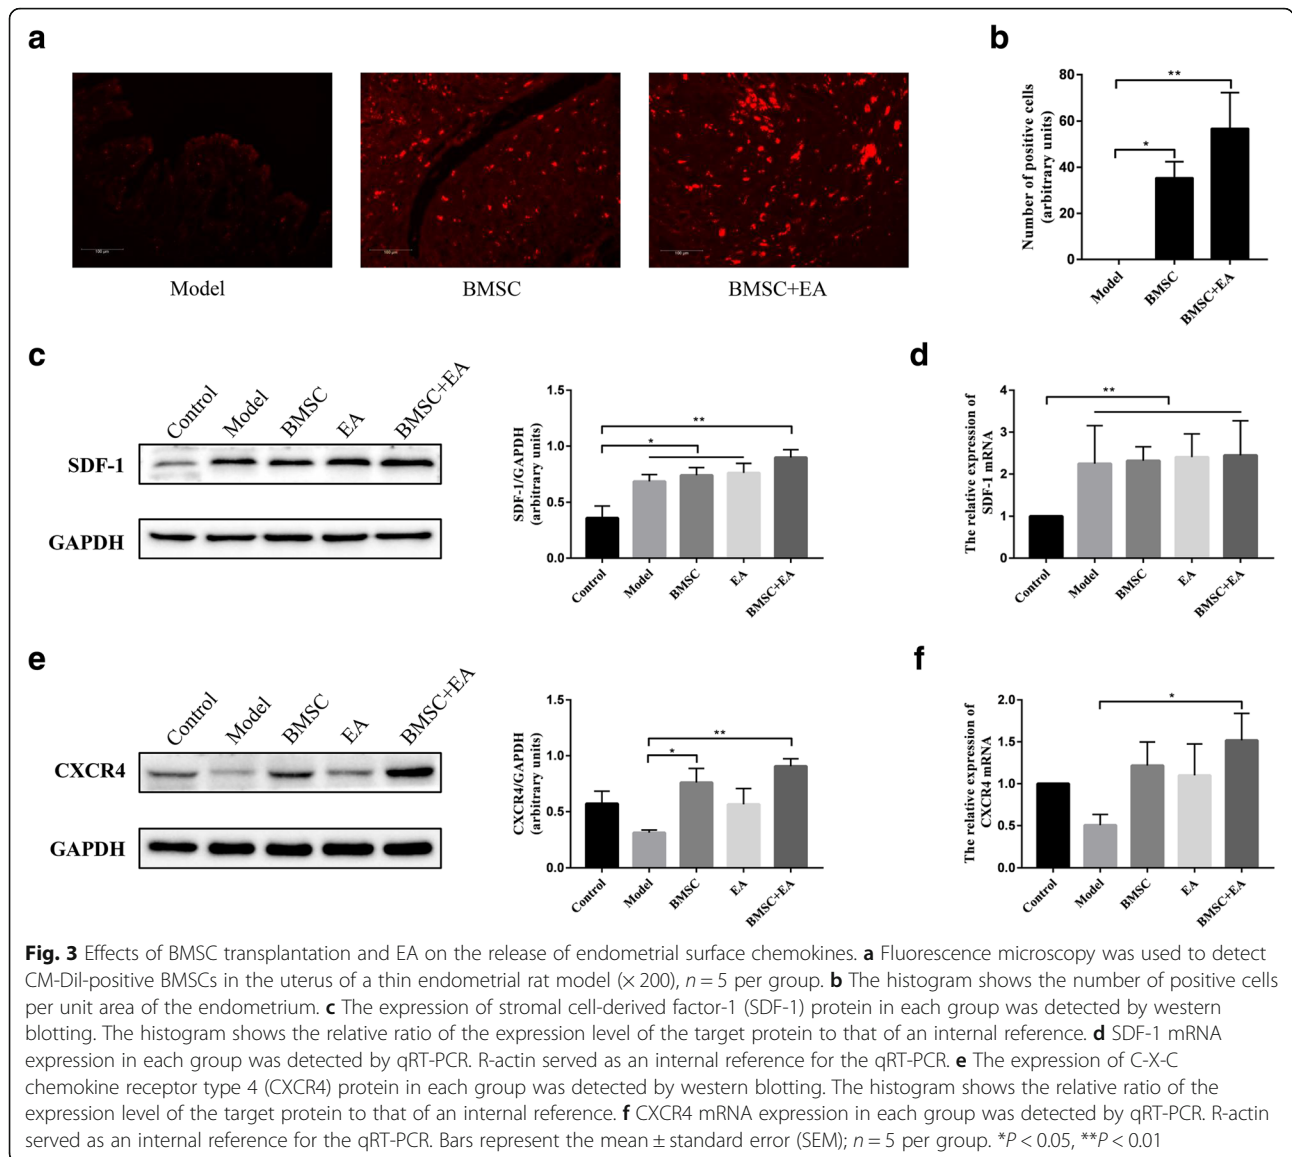 a
b
100 μm
100 μm
100 μm
Model
BMSC
BMSC+EA
Number of positive cells
(arbitrary units)
80
60
40
20
0
**
*
Model
BMSC
BMSC+EA
c
Control
Model
BMSC
EA
BMSC+EA
SDF-1
GAPDH
SDF-1/GAPDH
(arbitrary units)
1.5
1.0
0.5
0.0
**
*
Control
Model
BMSC
EA
BMSC+EA
d
The relative expression of
SDF-1 mRNA
4
3
2
1
0
**
Control
Model
BMSC
EA
BMSC+EA
e
Control
Model
BMSC
EA
BMSC+EA
CXCR4
GAPDH
CXCR4/GAPDH
(arbitrary units)
1.5
1.0
0.5
0.0
**
*
Control
Model
BMSC
EA
BMSC+EA
f
The relative expression of
CXCR4 mRNA
2.0
1.5
1.0
0.5
0.0
*
Control
Model
BMSC
EA
BMSC+EA
Fig. 3 Effects of BMSC transplantation and EA on the release of endometrial surface chemokines. a Fluorescence microscopy was used to detect
CM-Dil-positive BMSCs in the uterus of a thin endometrial rat model (× 200), n = 5 per group. b The histogram shows the number of positive cells
per unit area of the endometrium. c The expression of stromal cell-derived factor-1 (SDF-1) protein in each group was detected by western
blotting. The histogram shows the relative ratio of the expression level of the target protein to that of an internal reference. d SDF-1 mRNA
expression in each group was detected by qRT-PCR. R-actin served as an internal reference for the qRT-PCR. e The expression of C-X-C
chemokine receptor type 4 (CXCR4) protein in each group was detected by western blotting. The histogram shows the relative ratio of the
expression level of the target protein to that of an internal reference. f CXCR4 mRNA expression in each group was detected by qRT-PCR. R-actin
served as an internal reference for the qRT-PCR. Bars represent the mean ± standard error (SEM); n = 5 per group. *P < 0.05, **P < 0.01